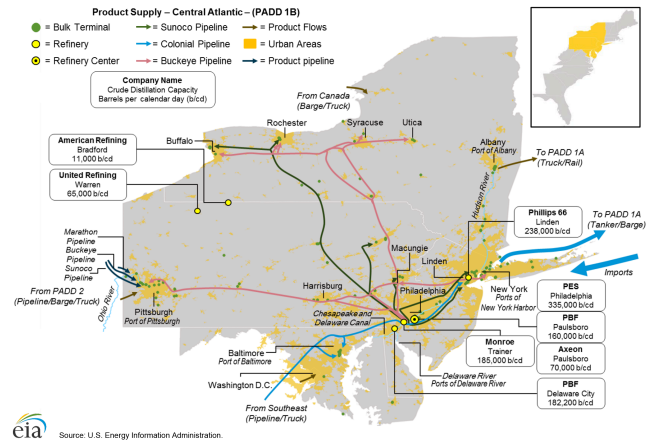 Product Supply – Central Atlantic – (PADD 1B)
= Bulk Terminal
= Sunoco Pipeline
= Product Flows
= Refinery
= Colonial Pipeline
= Urban Areas
= Refinery Center
= Buckeye Pipeline
= Product pipeline
Company Name
Crude Distillation Capacity
Barrels per calendar day (b/cd)
From Canada
(Barge/Truck)
Rochester
Syracuse
Utica
American Refining
Bradford
11,000 b/cd
Buffalo
Albany
Port of Albany
To PADD 1A
(Truck/Rail)
United Refining
Warren
65,000 b/cd
Hudson River
Phillips 66
Linden
238,000 b/cd
To PADD 1A
(Tanker/Barge)
Marathon
Pipeline
Buckeye
Pipeline
Sunoco
Pipeline
Macungie
Linden
Imports
From PADD 2
(Pipeline/Barge/Truck)
Ohio River
Harrisburg
Philadelphia
New York
Ports of
New York Harbor
PES
Philadelphia
335,000 b/cd
Pittsburgh
Port of Pittsburgh
Chesapeake and
Delaware Canal
PBF
Paulsboro
160,000 b/cd
Monroe
Trainer
185,000 b/cd
Axeon
Paulsboro
70,000 b/cd
Baltimore
Port of Baltimore
Delaware River
Ports of Delaware River
Washington D.C.
PBF
Delaware City
182,200 b/cd
From Southeast
(Pipeline/Truck)
eia
Source: U.S. Energy Information Administration.